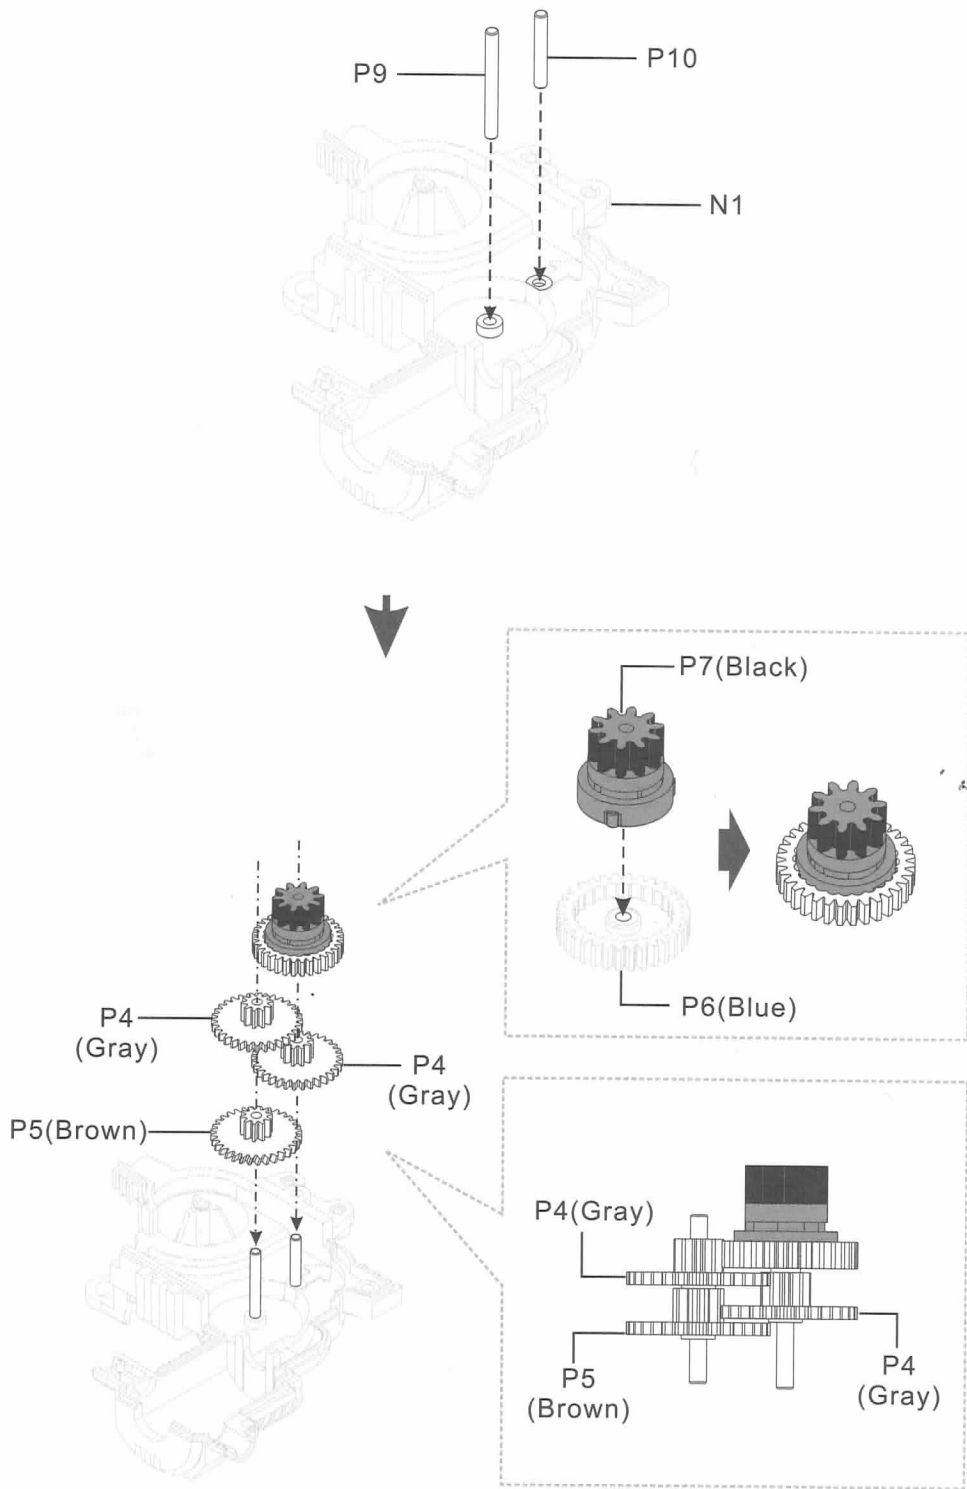 P9
P10
N1
P7(Black)
P6(Blue)
P4
(Gray)
P4
(Gray)
P5(Brown)
P4(Gray)
P5
(Brown)
P4
(Gray)